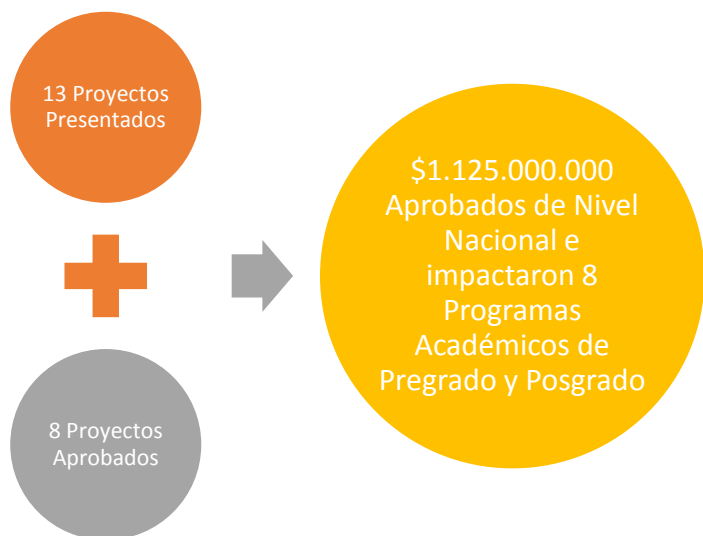 13 Proyectos
Presentados
8 Proyectos
Aprobados
$1.125.000.000
Aprobados de Nivel
Nacional e
impactaron 8
Programas
Académicos de
Pregrado y Posgrado